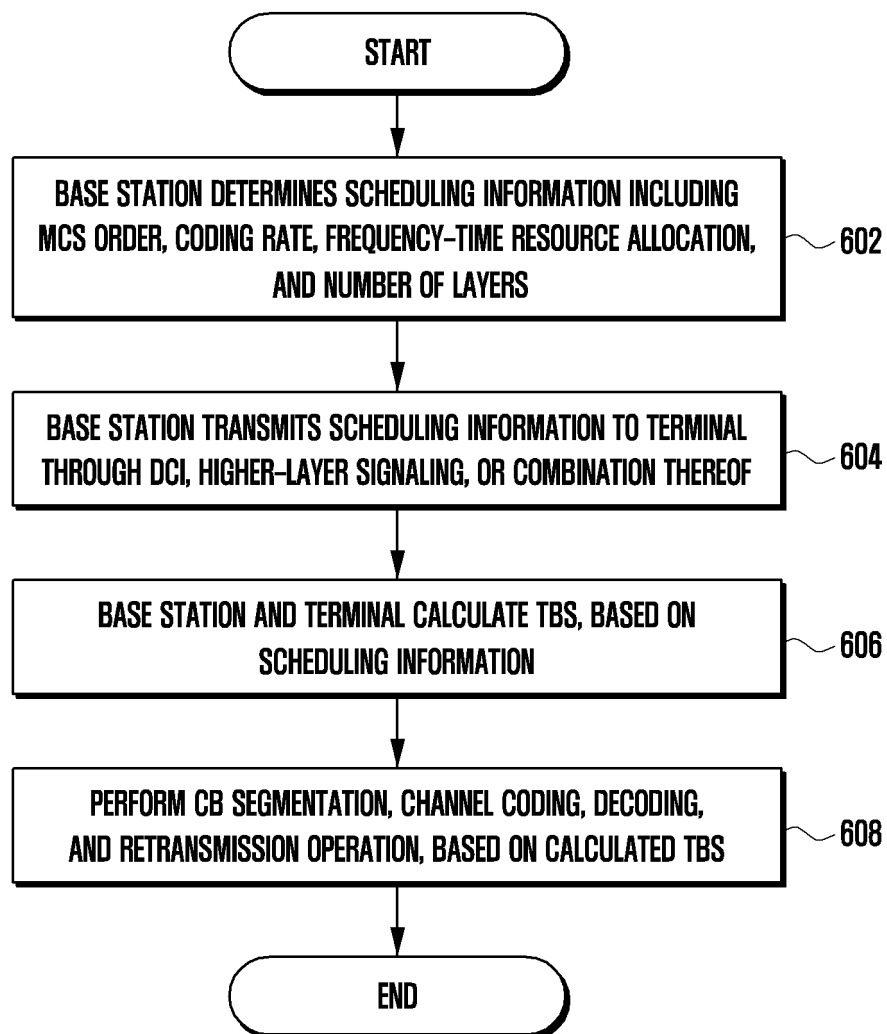 START
BASE STATION DETERMINES SCHEDULING INFORMATION INCLUDING
MCS ORDER, CODING RATE, FREQUENCY-TIME RESOURCE ALLOCATION,
AND NUMBER OF LAYERS
602
BASE STATION TRANSMITS SCHEDULING INFORMATION TO TERMINAL
THROUGH DCI, HIGHER-LAYER SIGNALING, OR COMBINATION THEREOF
604
BASE STATION AND TERMINAL CALCULATE TBS, BASED ON
SCHEDULING INFORMATION
606
PERFORM CB SEGMENTATION, CHANNEL CODING, DECODING,
AND RETRANSMISSION OPERATION, BASED ON CALCULATED TBS
608
END